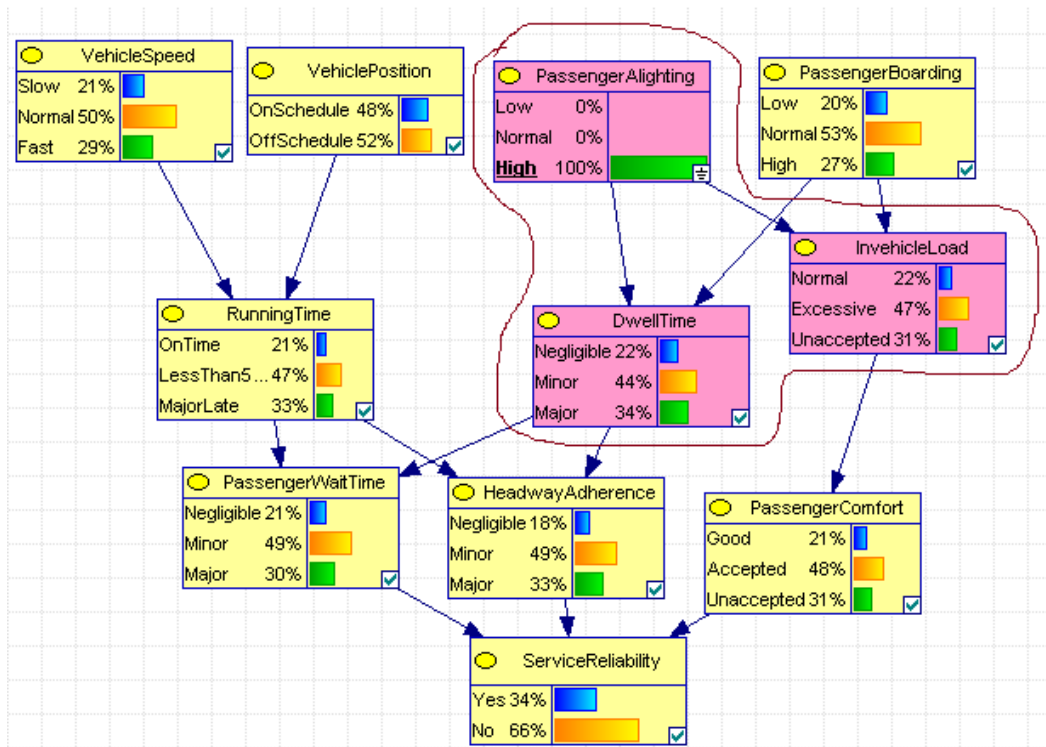 VehicleSpeed
Slow 21%
Normal 50%
Fast 29%
VehiclePosition
OnSchedule 48%
OffSchedule 52%
PassengerAlighting
Low 0%
Normal 0%
High 100%
PassengerBoarding
Low 20%
Normal 53%
High 27%
InvehicleLoad
Normal 22%
Excessive 47%
Unaccepted 31%
RunningTime
OnTime 21%
LessThan5... 47%
MajorLate 33%
DwellTime
Negligible 22%
Minor 44%
Major 34%
PassengerWaitTime
Negligible 21%
Minor 49%
Major 30%
HeadwayAdherence
Negligible 18%
Minor 49%
Major 33%
PassengerComfort
Good 21%
Accepted 48%
Unaccepted 31%
ServiceReliability
Yes 34%
No 66%